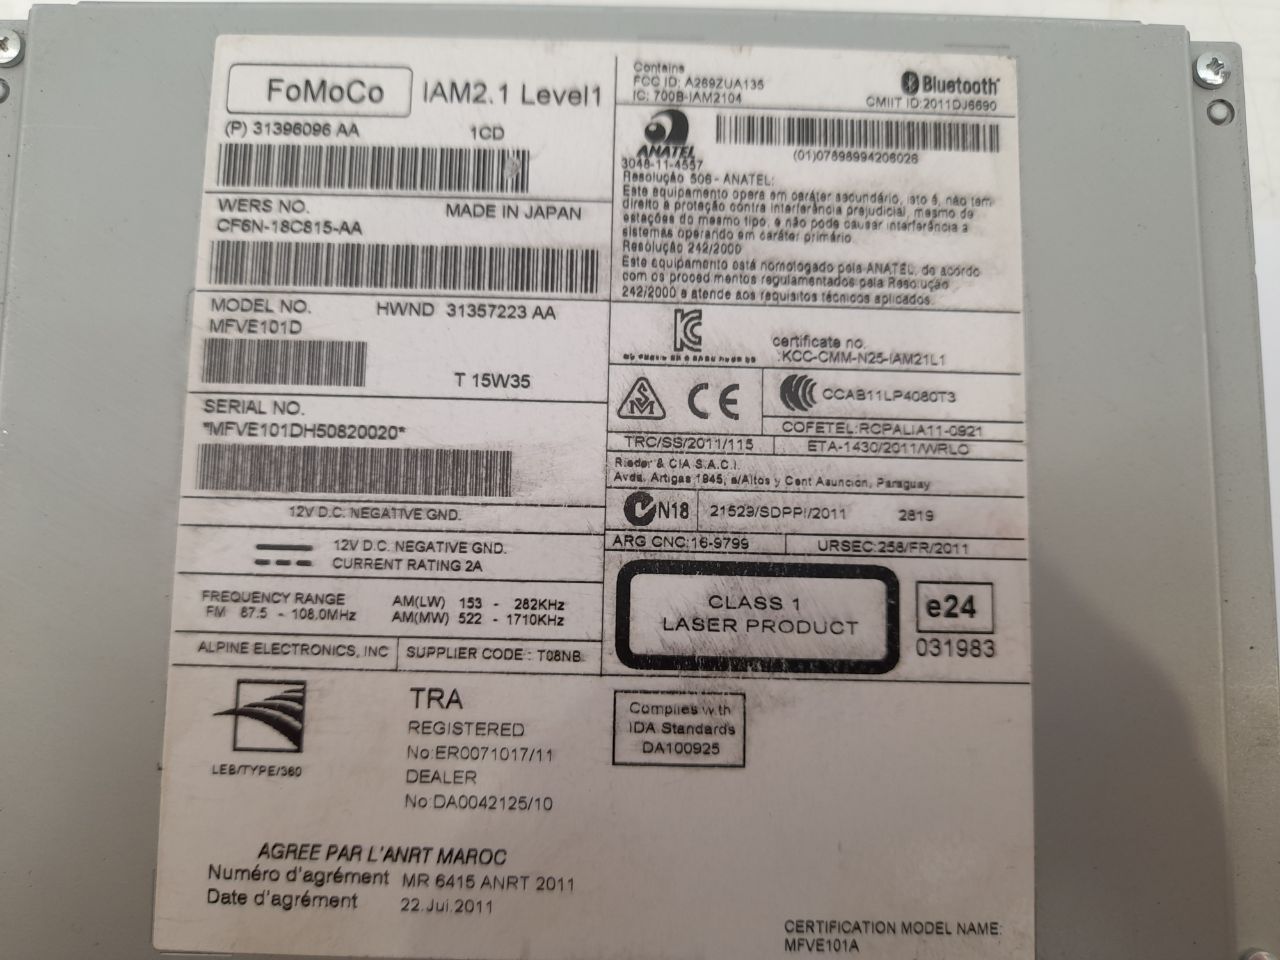 FoMoCo IAM2.1 Level1
(P) 31396096 AA 1CD
WERS NO. MADE IN JAPAN
CF6N-18C815-AA
MODEL NO. HWND 31357223 AA
MFVE101D
T 15W35
SERIAL NO.
*MFVE101DH50820020*
12V D.C. NEGATIVE GND.
12V D.C. NEGATIVE GND.
CURRENT RATING 2A
FREQUENCY RANGE AM(LW) 153 - 282KHz
FM 87.5 - 108.0MHz AM(MW) 522 - 1710KHz
ALPINE ELECTRONICS, INC SUPPLIER CODE : T08NB
Contains
FCC ID: A269ZUA135
IC: 700B-IAM2104
Bluetooth
CMIIT ID:2011DJ6690
ANATEL
3048-11-4557
(01)07898994206026
Resolução 506 - ANATEL:
Este equipamento opera em caráter secundário, isto é, não tem
direito a proteção contra interferência prejudicial, mesmo de
estações do mesmo tipo, e não pode causar interferência a
sistemas operando em caráter primário.
Resolução 242/2000
Este equipamento está homologado pela ANATEL, de acordo
com os procedimentos regulamentados pela Resolução
242/2000 e atende aos requisitos técnicos aplicados.
certificate no.
:KCC-CMM-N25-IAM21L1
CE
CCAB11LP4080T3
COFETEL:RCPALIA11-0921
TRC/SS/2011/115 ETA-1430/2011/WRLO
Rieder & CIA S.A.C.I.
Avda. Artigas 1945, e/Altos y Cent Asunción, Paraguay
N18 21529/SDPPI/2011 2819
ARG CNC:16-9799 URSEC:258/FR/2011
CLASS 1
LASER PRODUCT
e24
031983
LEB/TYPE/360
TRA
REGISTERED
No:ER0071017/11
DEALER
No:DA0042125/10
Complies with
IDA Standards
DA100925
AGREE PAR L'ANRT MAROC
Numéro d'agrément MR 6415 ANRT 2011
Date d'agrément 22.Jui.2011
CERTIFICATION MODEL NAME:
MFVE101A